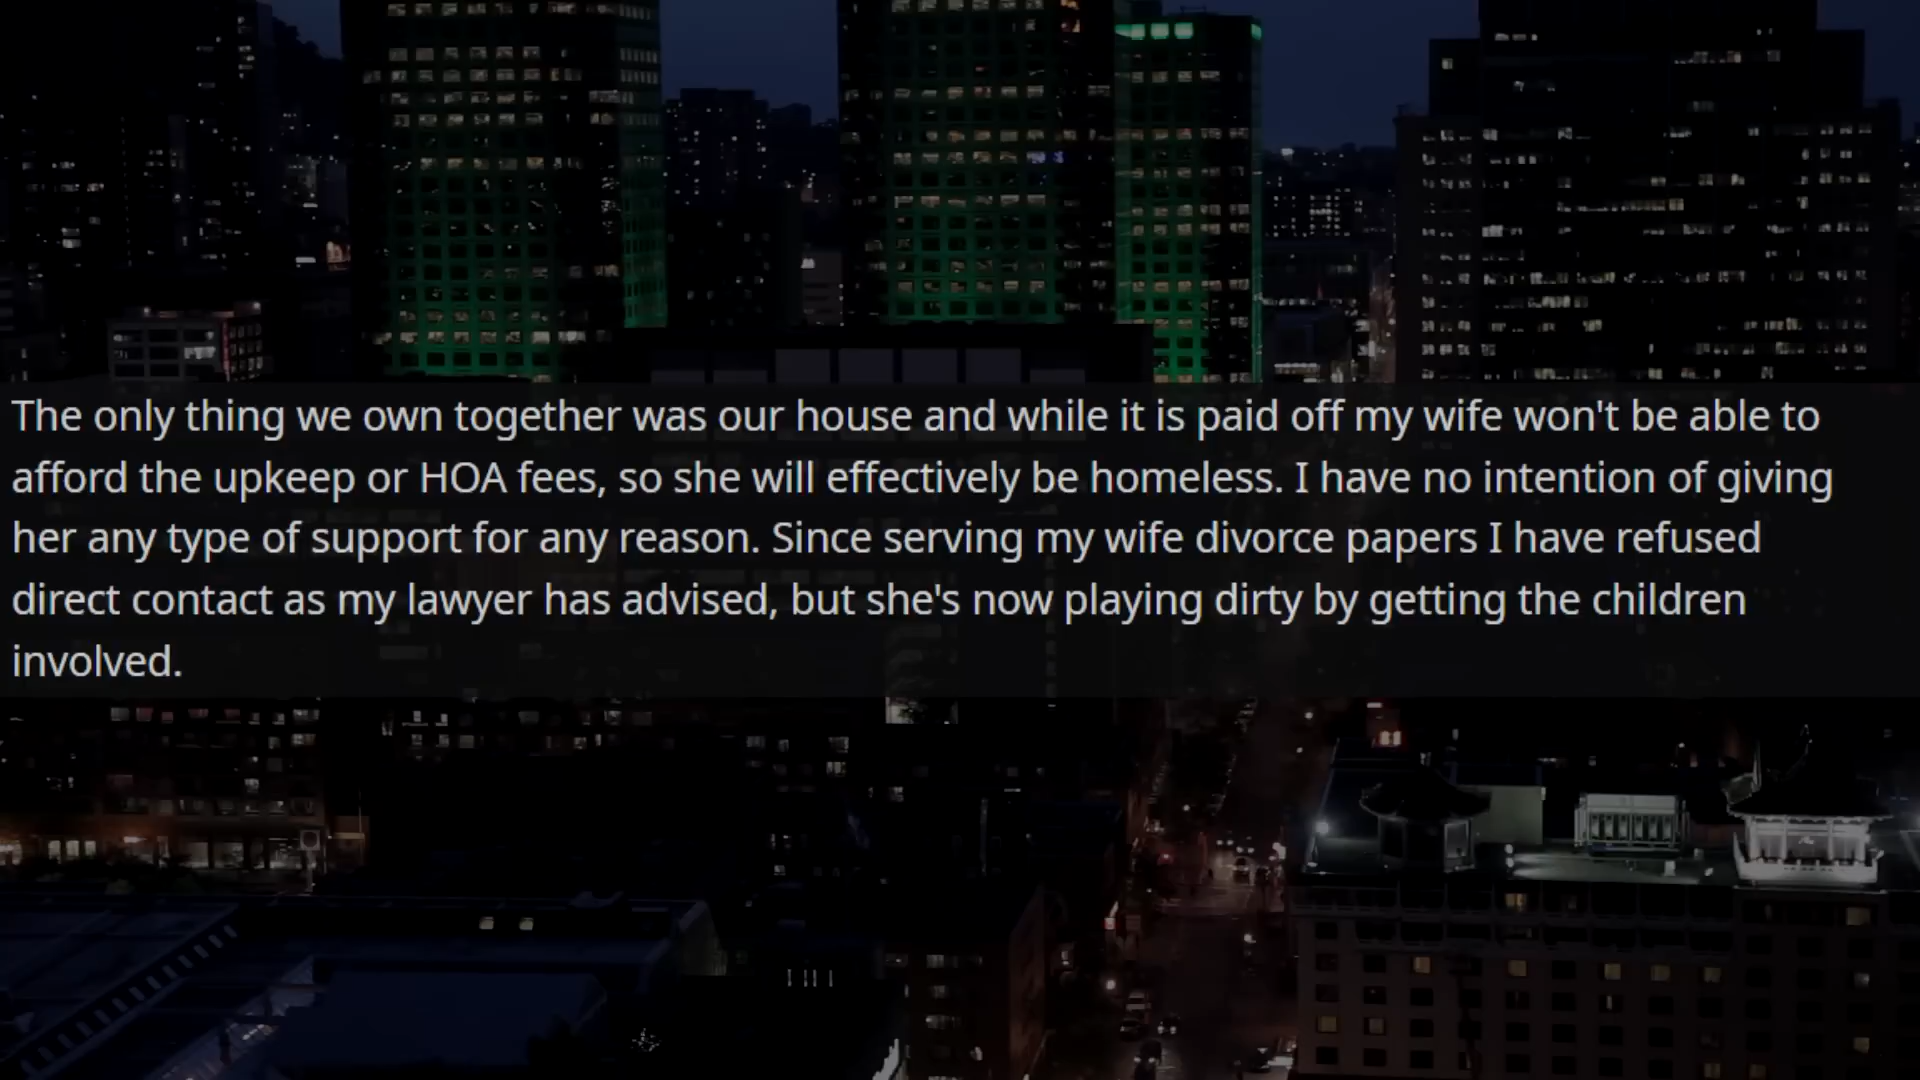 The only thing we own together was our house and while it is paid off my wife won't be able to
afford the upkeep or HOA fees, so she will effectively be homeless. I have no intention of giving
her any type of support for any reason. Since serving my wife divorce papers I have refused
direct contact as my lawyer has advised, but she's now playing dirty by getting the children
involved.